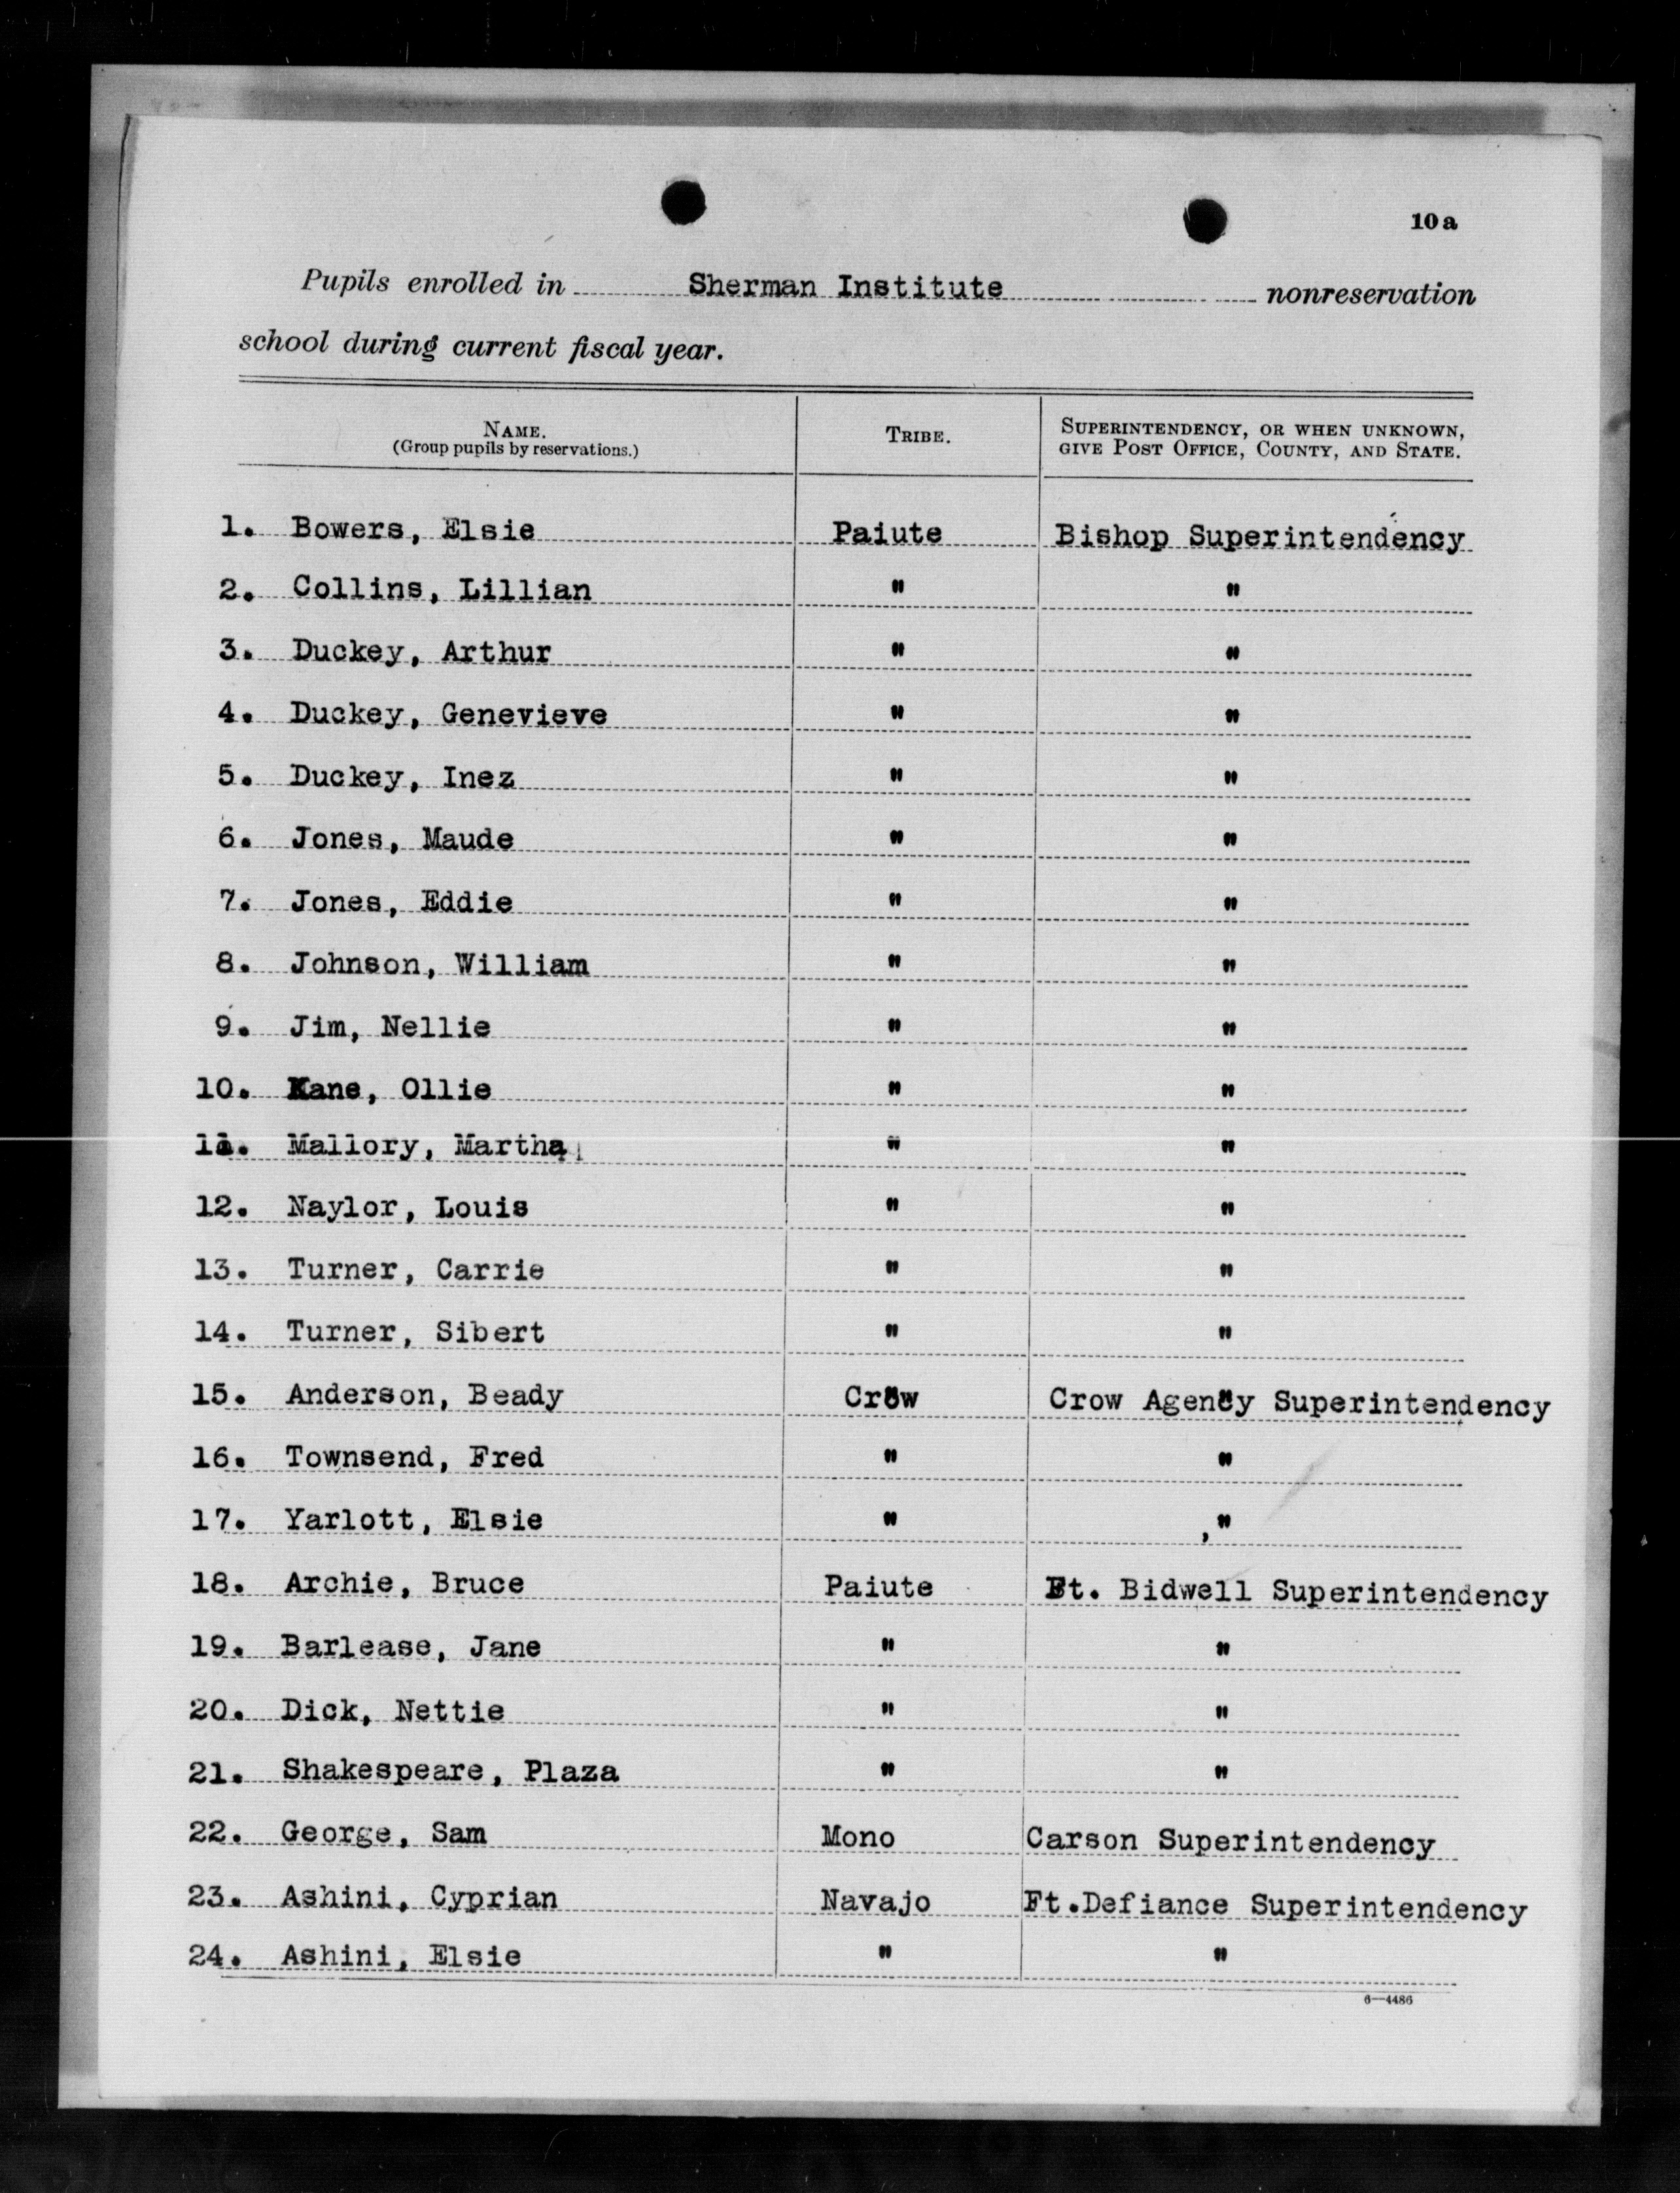 10a
Pupils enrolled in Sherman Institute nonreservation
school during current fiscal year.
NAME. (Group pupils by reservations.) TRIBE. SUPERINTENDENCY, OR WHEN UNKNOWN, GIVE POST OFFICE, COUNTY, AND STATE.
1. Bowers, Elsie Paiute Bishop Superintendency
2. Collins, Lillian " "
3. Duckey, Arthur " "
4. Duckey, Genevieve " "
5. Duckey, Inez " "
6. Jones, Maude " "
7. Jones, Eddie " "
8. Johnson, William " "
9. Jim, Nellie " "
10. Kane, Ollie " "
11. Mallory, Martha " "
12. Naylor, Louis " "
13. Turner, Carrie " "
14. Turner, Sibert " "
15. Anderson, Beady Crow Crow Agency Superintendency
16. Townsend, Fred " "
17. Yarlott, Elsie " ,"
18. Archie, Bruce Paiute Ft. Bidwell Superintendency
19. Barlease, Jane " "
20. Dick, Nettie " "
21. Shakespeare, Plaza " "
22. George, Sam Mono Carson Superintendency
23. Ashini, Cyprian Navajo Ft.Defiance Superintendency
24. Ashini, Elsie " "
6—4486